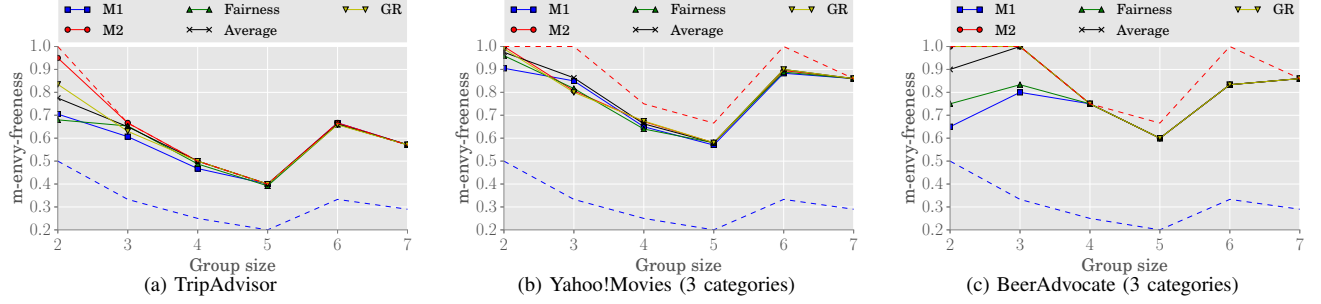 M1 Fairness GR
M2 Average
m-envy-freeness
1.0
0.9
0.8
0.7
0.6
0.5
0.4
0.3
0.2
2 3 4 5 6 7
Group size
(a) TripAdvisor
M1 Fairness GR
M2 Average
m-envy-freeness
1.0
0.9
0.8
0.7
0.6
0.5
0.4
0.3
0.2
2 3 4 5 6 7
Group size
(b) Yahoo!Movies (3 categories)
M1 Fairness GR
M2 Average
m-envy-freeness
1.0
0.9
0.8
0.7
0.6
0.5
0.4
0.3
0.2
2 3 4 5 6 7
Group size
(c) BeerAdvocate (3 categories)